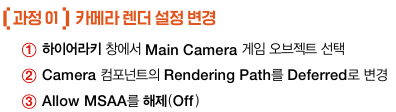 [과정 01] 카메라 렌더 설정 변경
① 하이어라키 창에서 Main Camera 게임 오브젝트 선택
② Camera 컴포넌트의 Rendering Path를 Deferred로 변경
③ Allow MSAA를 해제(Off)